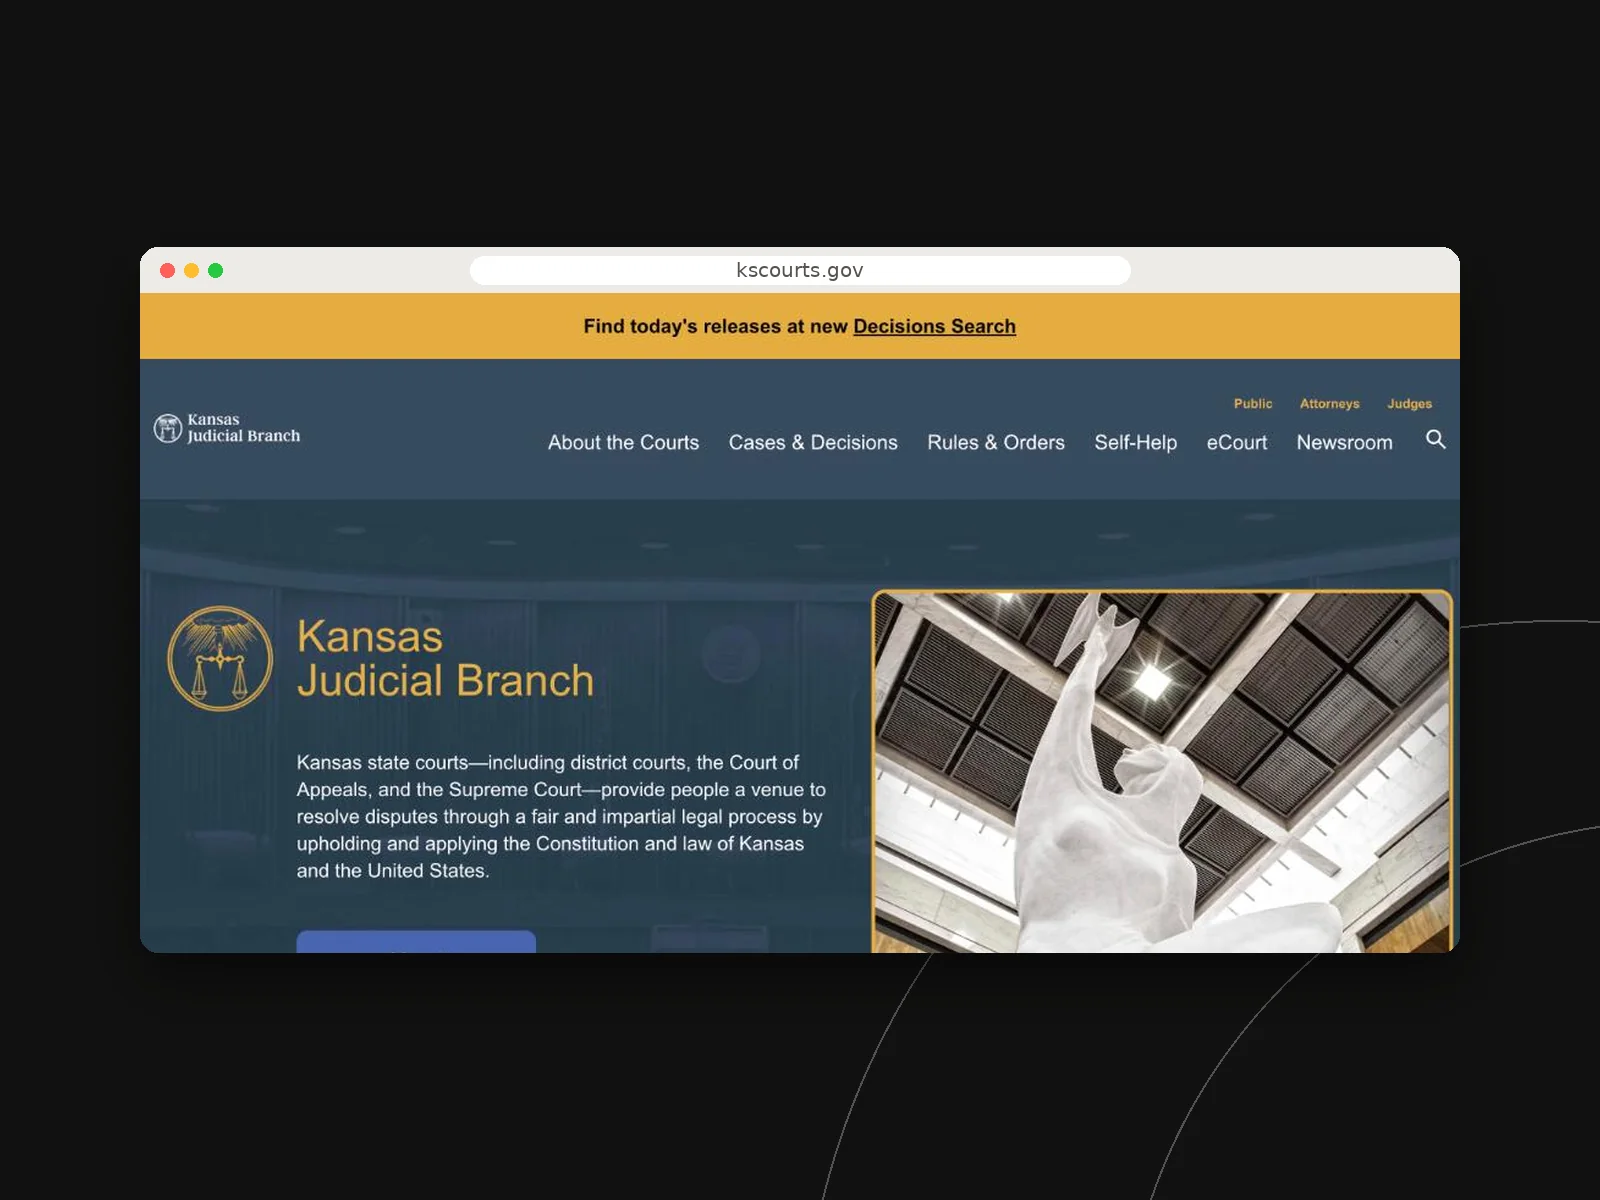 kscourts.gov
Find today's releases at new Decisions Search
Kansas
Judicial Branch
Public Attorneys Judges
About the Courts Cases & Decisions Rules & Orders Self-Help eCourt Newsroom
Kansas
Judicial Branch
Kansas state courts—including district courts, the Court of
Appeals, and the Supreme Court—provide people a venue to
resolve disputes through a fair and impartial legal process by
upholding and applying the Constitution and law of Kansas
and the United States.